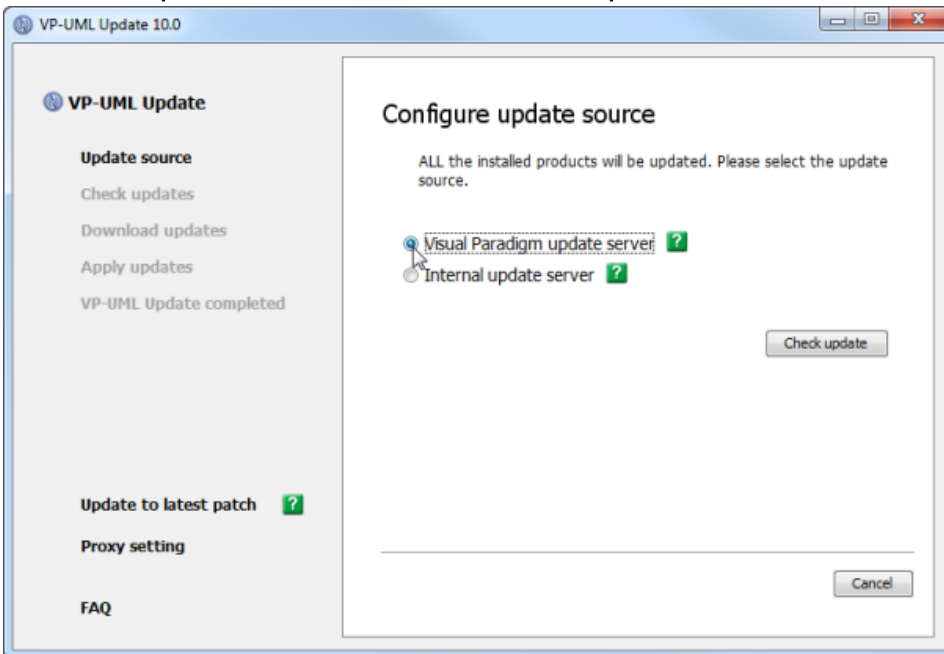 VP-UML Update 10.0
VP-UML Update
Update source
Check updates
Download updates
Apply updates
VP-UML Update completed
Update to latest patch ?
Proxy setting
FAQ
Configure update source
ALL the installed products will be updated. Please select the update
source.
Visual Paradigm update server ?
Internal update server ?
Check update
Cancel